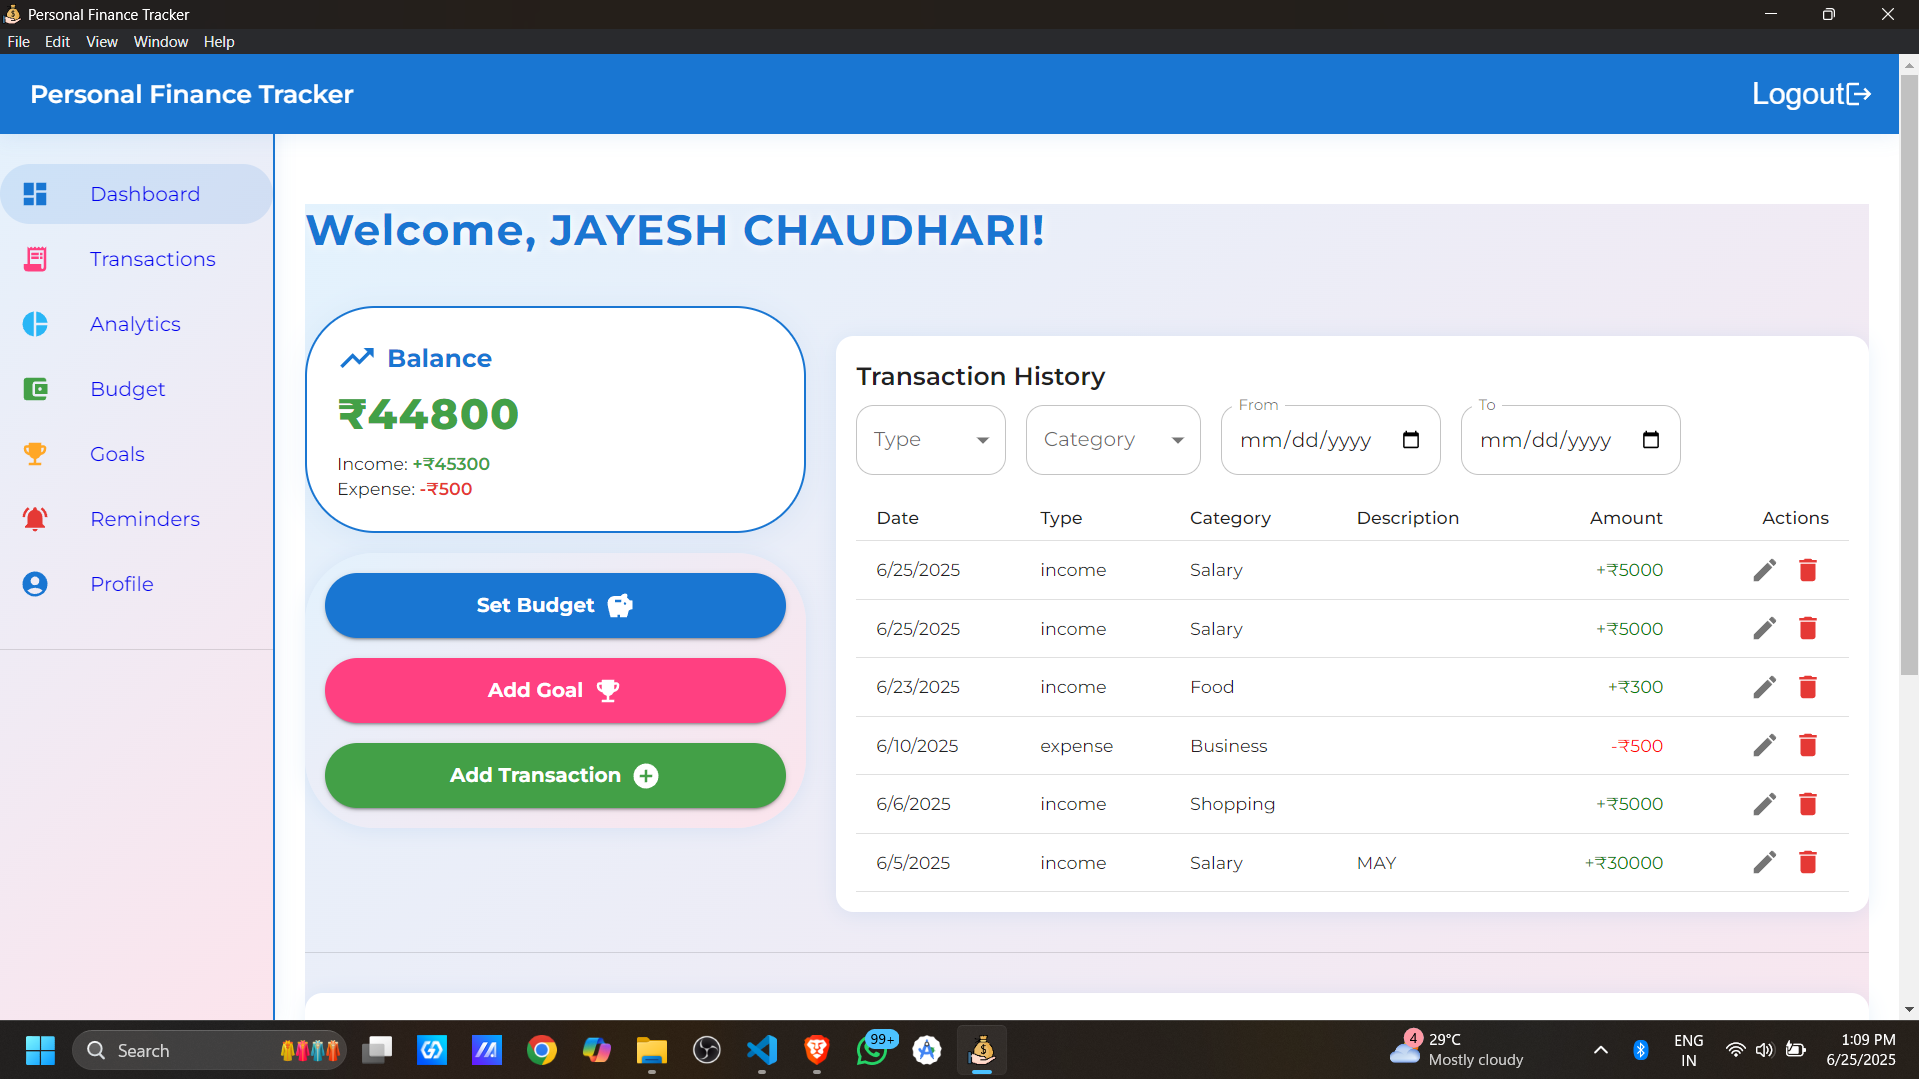 Personal Finance Tracker
File Edit View Window Help
Personal Finance Tracker
Logout
Dashboard
Transactions
Analytics
Budget
Goals
Reminders
Profile
Welcome, JAYESH CHAUDHARI!
Balance
₹44800
Income: +₹45300
Expense: -₹500
Set Budget
Add Goal
Add Transaction
Transaction History
Type
Category
From
mm/dd/yyyy
To
mm/dd/yyyy
Date Type Category Description Amount Actions
6/25/2025 income Salary +₹5000
6/25/2025 income Salary +₹5000
6/23/2025 income Food +₹300
6/10/2025 expense Business -₹500
6/6/2025 income Shopping +₹5000
6/5/2025 income Salary MAY +₹30000
Search
99+
4
29°C
Mostly cloudy
ENG
IN
1:09 PM
6/25/2025